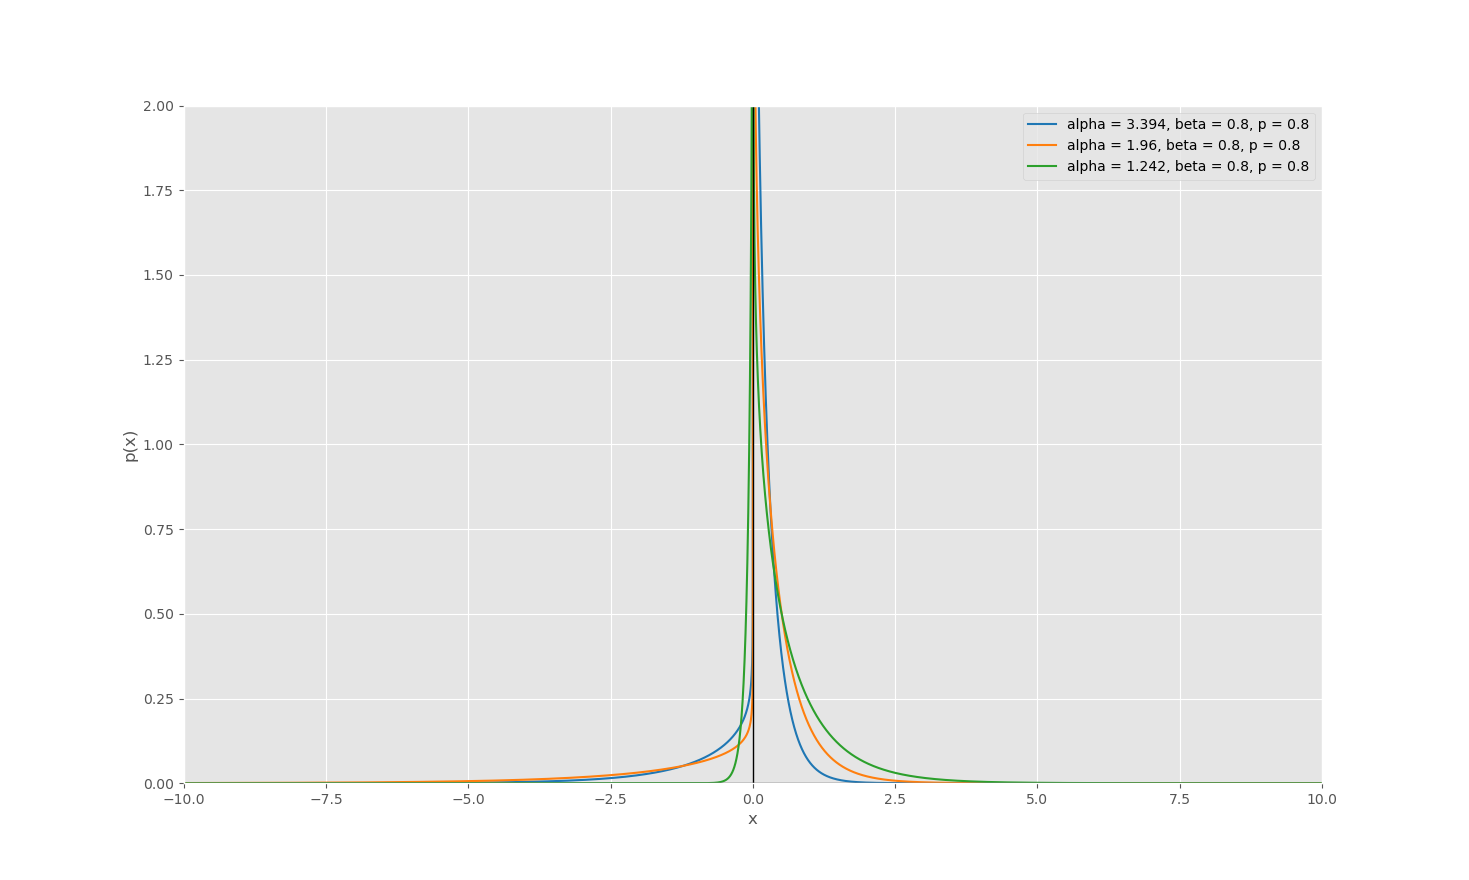 2.00
1.75
1.50
1.25
1.00
0.75
0.50
0.25
0.00
p(x)
alpha = 3.394, beta = 0.8, p = 0.8
alpha = 1.96, beta = 0.8, p = 0.8
alpha = 1.242, beta = 0.8, p = 0.8
−10.0 −7.5 −5.0 −2.5 0.0 2.5 5.0 7.5 10.0
x